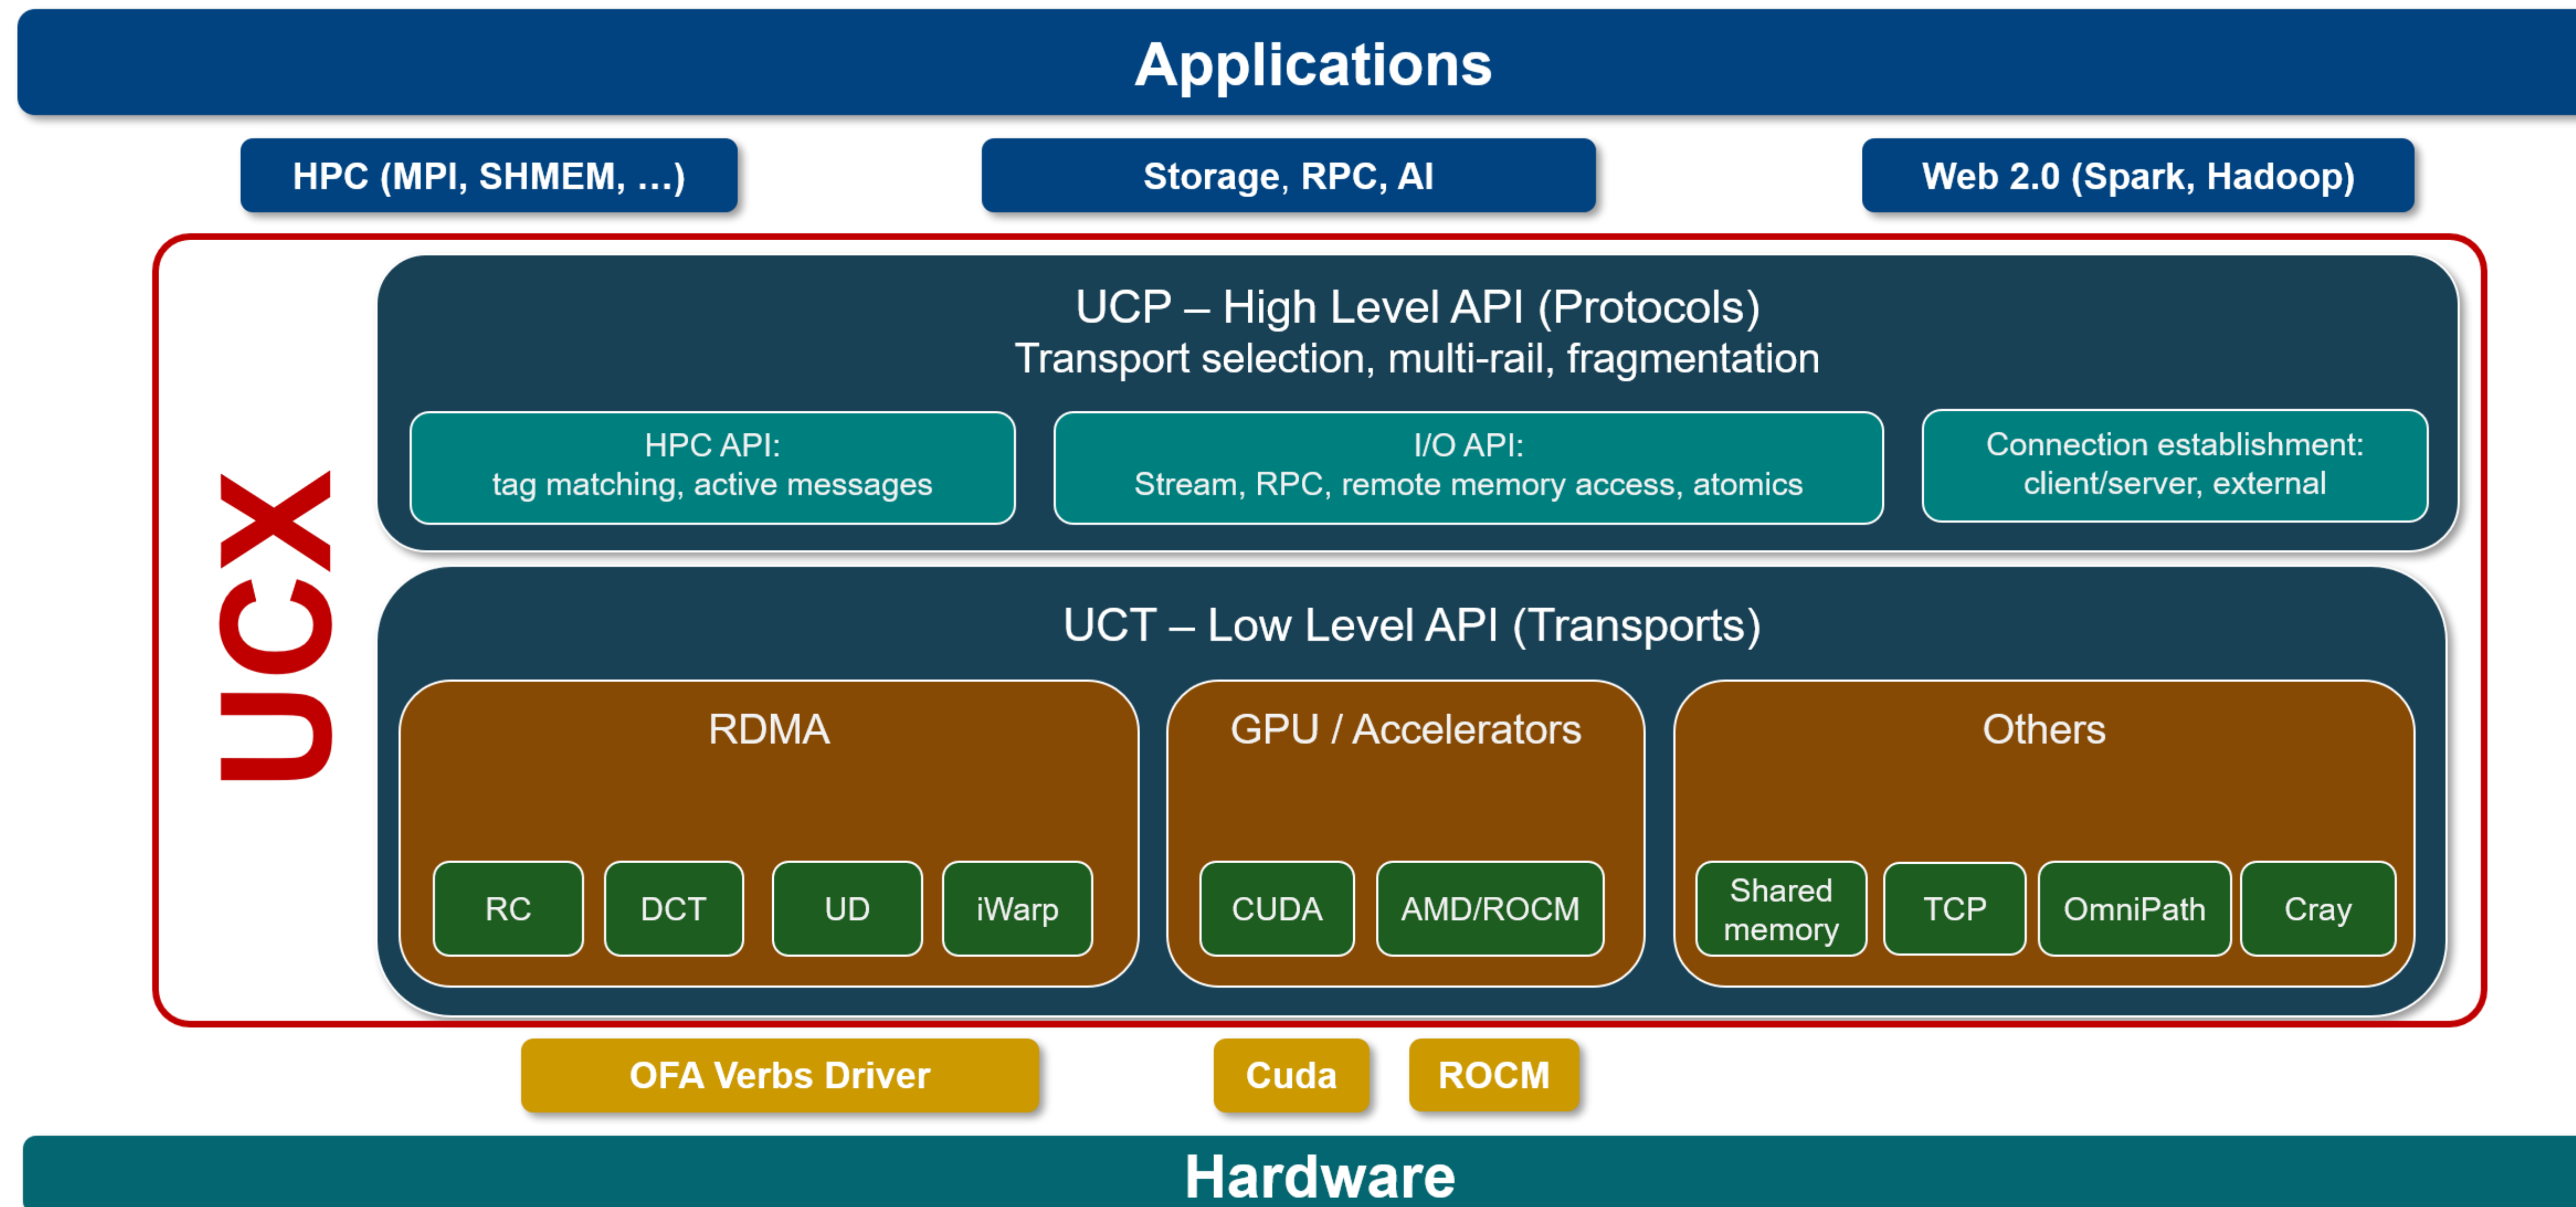 Applications
HPC (MPI, SHMEM, ...)
Storage, RPC, AI
Web 2.0 (Spark, Hadoop)
UCX
UCP – High Level API (Protocols)
Transport selection, multi-rail, fragmentation
HPC API:
tag matching, active messages
I/O API:
Stream, RPC, remote memory access, atomics
Connection establishment:
client/server, external
UCT – Low Level API (Transports)
RDMA
RC
DCT
UD
iWarp
GPU / Accelerators
CUDA
AMD/ROCM
Others
Shared
memory
TCP
OmniPath
Cray
OFA Verbs Driver
Cuda
ROCM
Hardware